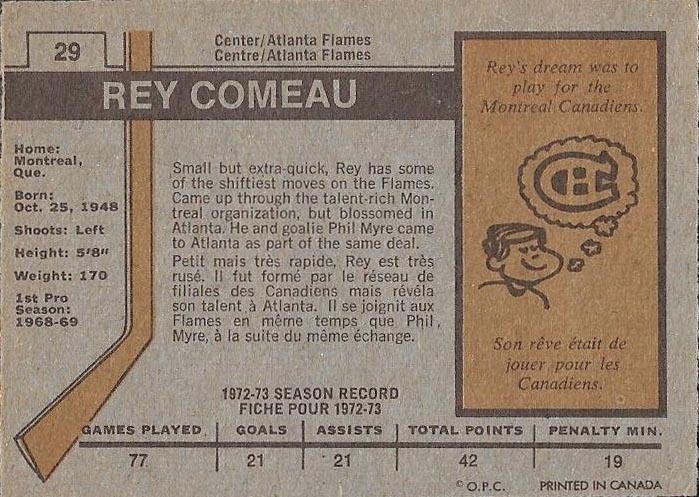 29
Center/Atlanta Flames
Centre/Atlanta Flames
REY COMEAU
Home:
Montreal,
Que.
Born:
Oct. 25, 1948
Shoots: Left
Height: 5'8"
Weight: 170
1st Pro
Season:
1968-69
Small but extra-quick, Rey has some
of the shiftiest moves on the Flames.
Came up through the talent-rich Mon-
treal organization, but blossomed in
Atlanta. He and goalie Phil Myre came
to Atlanta as part of the same deal.
Petit mais très rapide, Rey est très
rusé. Il fut formé par le réseau de
filiales des Canadiens mais révéla
son talent à Atlanta. Il se joignit aux
Flames en même temps que Phil,
Myre, à la suite du même échange.
Rey's dream was to
play for the
Montreal Canadiens.
CH
Son rêve était de
jouer pour les
Canadiens.
1972-73 SEASON RECORD
FICHE POUR 1972-73
GAMES PLAYED GOALS ASSISTS TOTAL POINTS PENALTY MIN.
77 21 21 42 19
© O.P.C. PRINTED IN CANADA